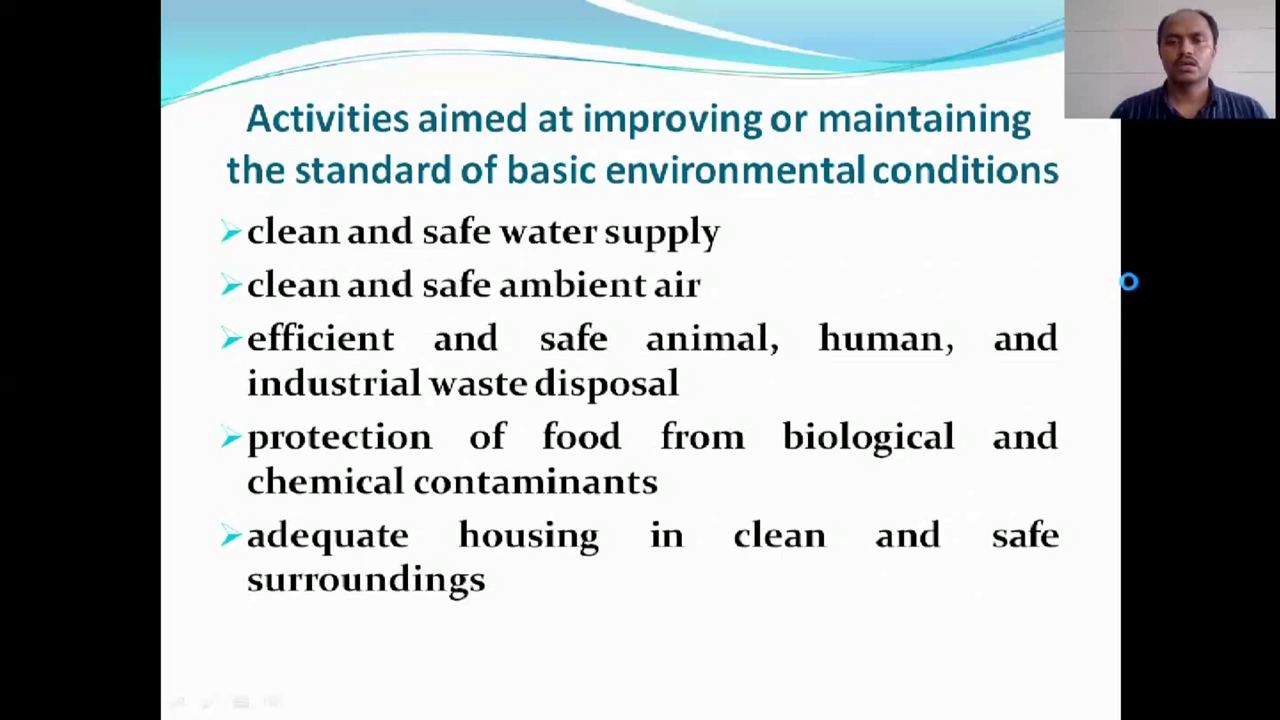 Activities aimed at improving or maintaining
the standard of basic environmental conditions
clean and safe water supply
clean and safe ambient air
efficient and safe animal, human, and
industrial waste disposal
protection of food from biological and
chemical contaminants
adequate housing in clean and safe
surroundings